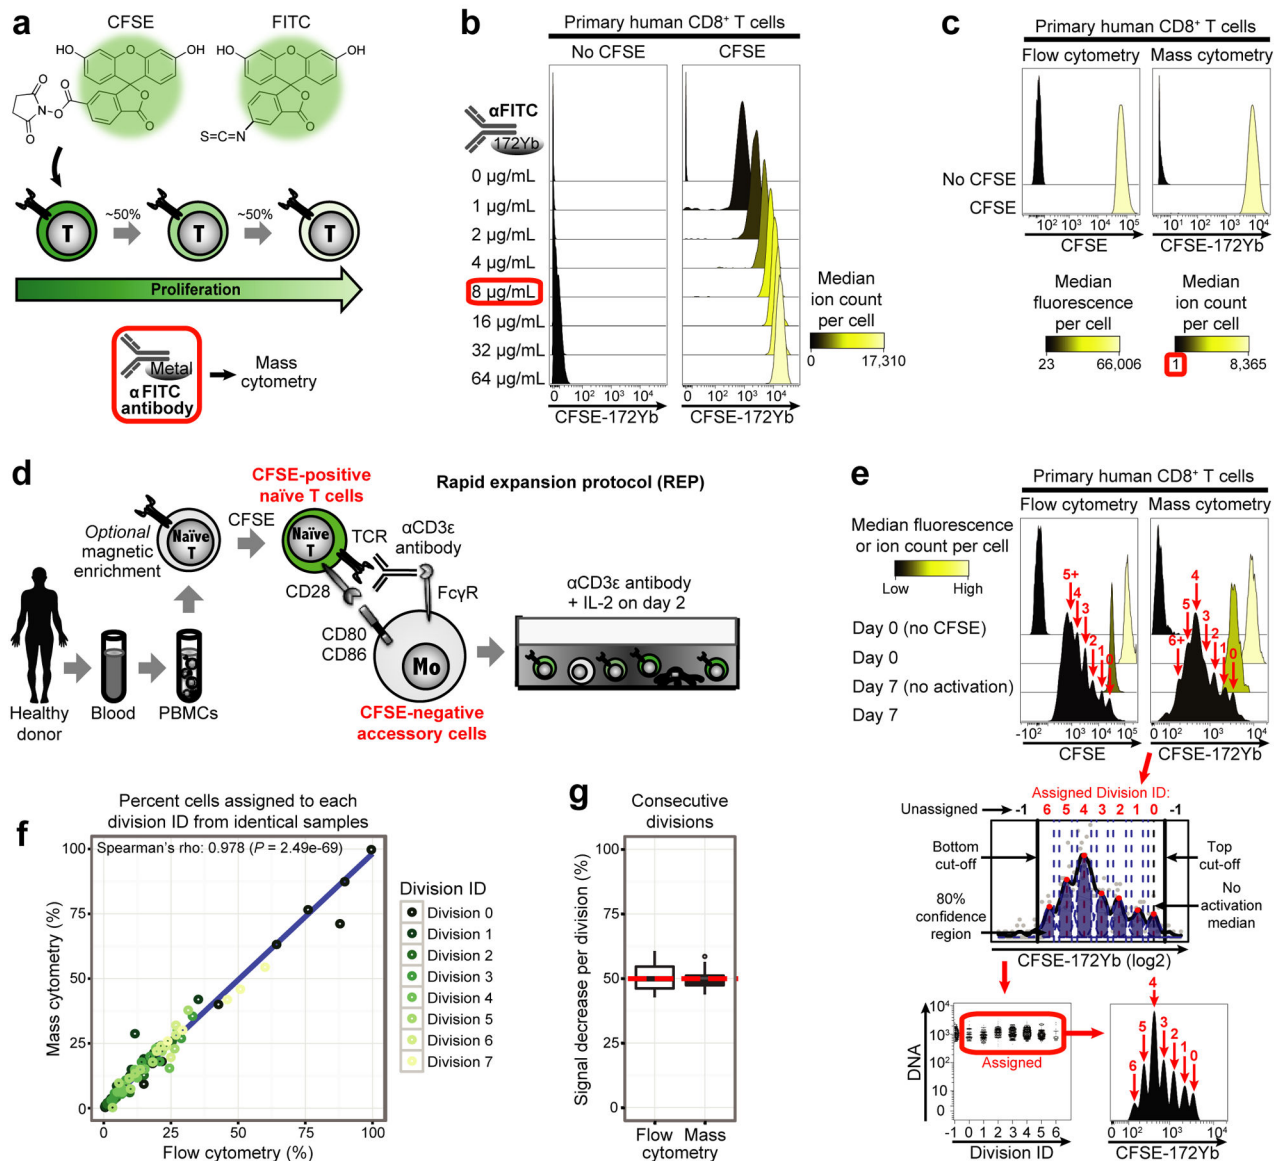 a
CFSE
FITC
HO
OH
HO
OH
O
O
O
O
N
O
O
O
O
O
O
S=C=N
O
~50%
~50%
T
T
T
Proliferation
Metal
αFITC
antibody
Mass
cytometry
b
Primary human CD8⁺ T cells
No CFSE
CFSE
αFITC
172Yb
0 µg/mL
1 µg/mL
2 µg/mL
4 µg/mL
8 µg/mL
16 µg/mL
32 µg/mL
64 µg/mL
0 10² 10³ 10⁴
0 10² 10³ 10⁴
CFSE-172Yb
CFSE-172Yb
Median
ion count
per cell
0 17,310
c
Primary human CD8⁺ T cells
Flow cytometry
Mass cytometry
No CFSE
CFSE
10² 10³ 10⁴ 10⁵
0 10² 10³ 10⁴
CFSE
CFSE-172Yb
Median
fluorescence
per cell
23 66,006
Median
ion count
per cell
1 8,365
d
CFSE-positive
naïve T cells
Rapid expansion protocol (REP)
Optional
magnetic
enrichment
Naïve
T
CFSE
Naïve
T
TCR
αCD3ε
antibody
CD28
FcγR
CD80
CD86
Mo
CFSE-negative
accessory cells
αCD3ε antibody
+ IL-2 on day 2
Healthy
donor
Blood
PBMCs
e
Primary human CD8⁺ T cells
Flow cytometry
Mass cytometry
Median fluorescence
or ion count per cell
Low High
Day 0 (no CFSE)
Day 0
Day 7 (no activation)
Day 7
5+
4
3
2
1
0
6+
5
4
3
2
1
0
-10² 10³ 10⁴ 10⁵
0 10² 10³ 10⁴
CFSE
CFSE-172Yb
Assigned Division ID:
Unassigned -1 6 5 4 3 2 1 0 -1
Bottom
cut-off
Top
cut-off
80%
confidence
region
No
activation
median
CFSE-172Yb (log2)
DNA
10⁴
10³
10²
10
0
Assigned
-1 0 1 2 3 4 5 6
Division ID
6
5
4
3
2
1
0
0 10² 10³ 10⁴
CFSE-172Yb
f
Percent cells assigned to each
division ID from identical samples
Spearman's rho: 0.978 (P = 2.49e-69)
Mass cytometry (%)
100
75
50
25
0
0 25 50 75 100
Flow cytometry (%)
Division ID
Division 0
Division 1
Division 2
Division 3
Division 4
Division 5
Division 6
Division 7
g
Consecutive
divisions
Signal decrease per division (%)
100
75
50
25
0
Flow Mass
cytometry